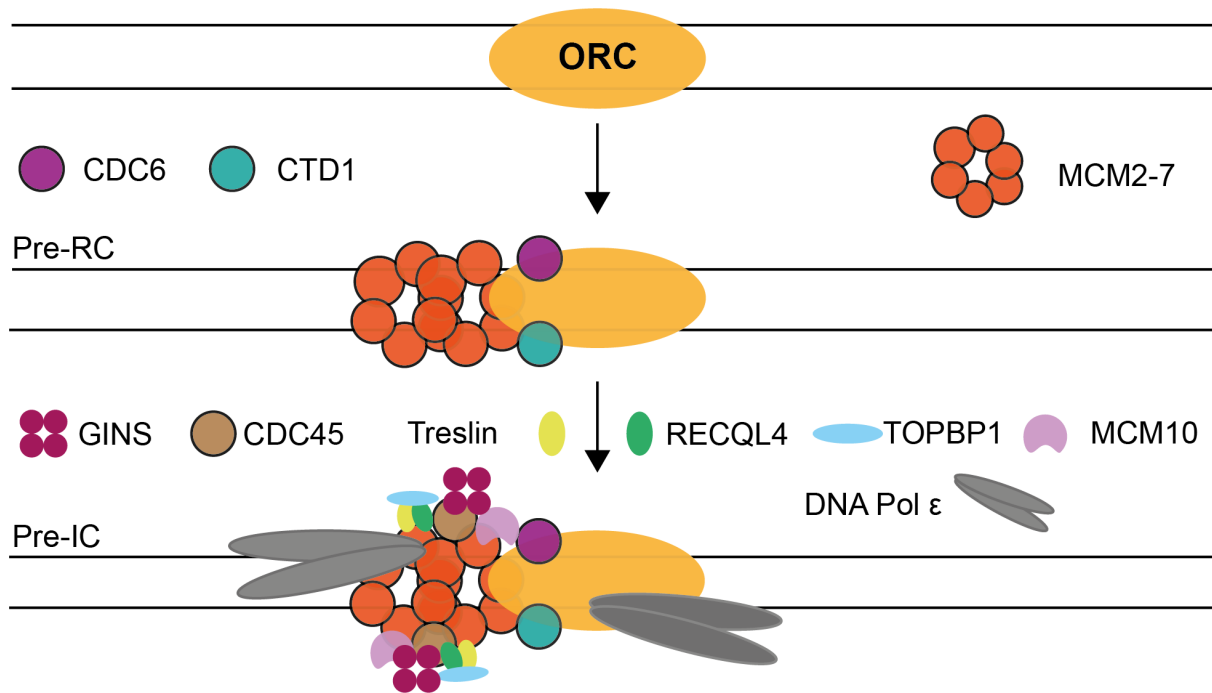 ORC
CDC6
CTD1
MCM2-7
Pre-RC
GINS
CDC45
Treslin
RECQL4
TOPBP1
MCM10
DNA Pol ε
Pre-IC